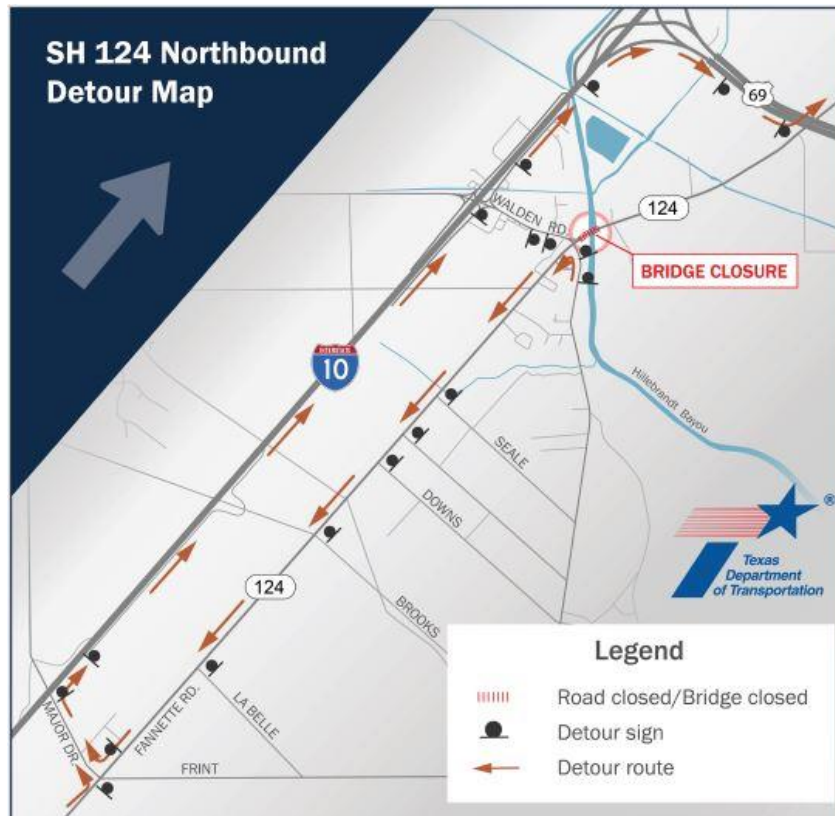 SH 124 Northbound
Detour Map
69
WALDEN RD.
124
BRIDGE CLOSURE
INTERSTATE
10
Hillebrandt Bayou
SEALE
DOWNS
®
Texas
Department
of Transportation
124
BROOKS
MAJOR DR.
FANNETTE RD.
LA BELLE
FRINT
Legend
Road closed/Bridge closed
Detour sign
Detour route